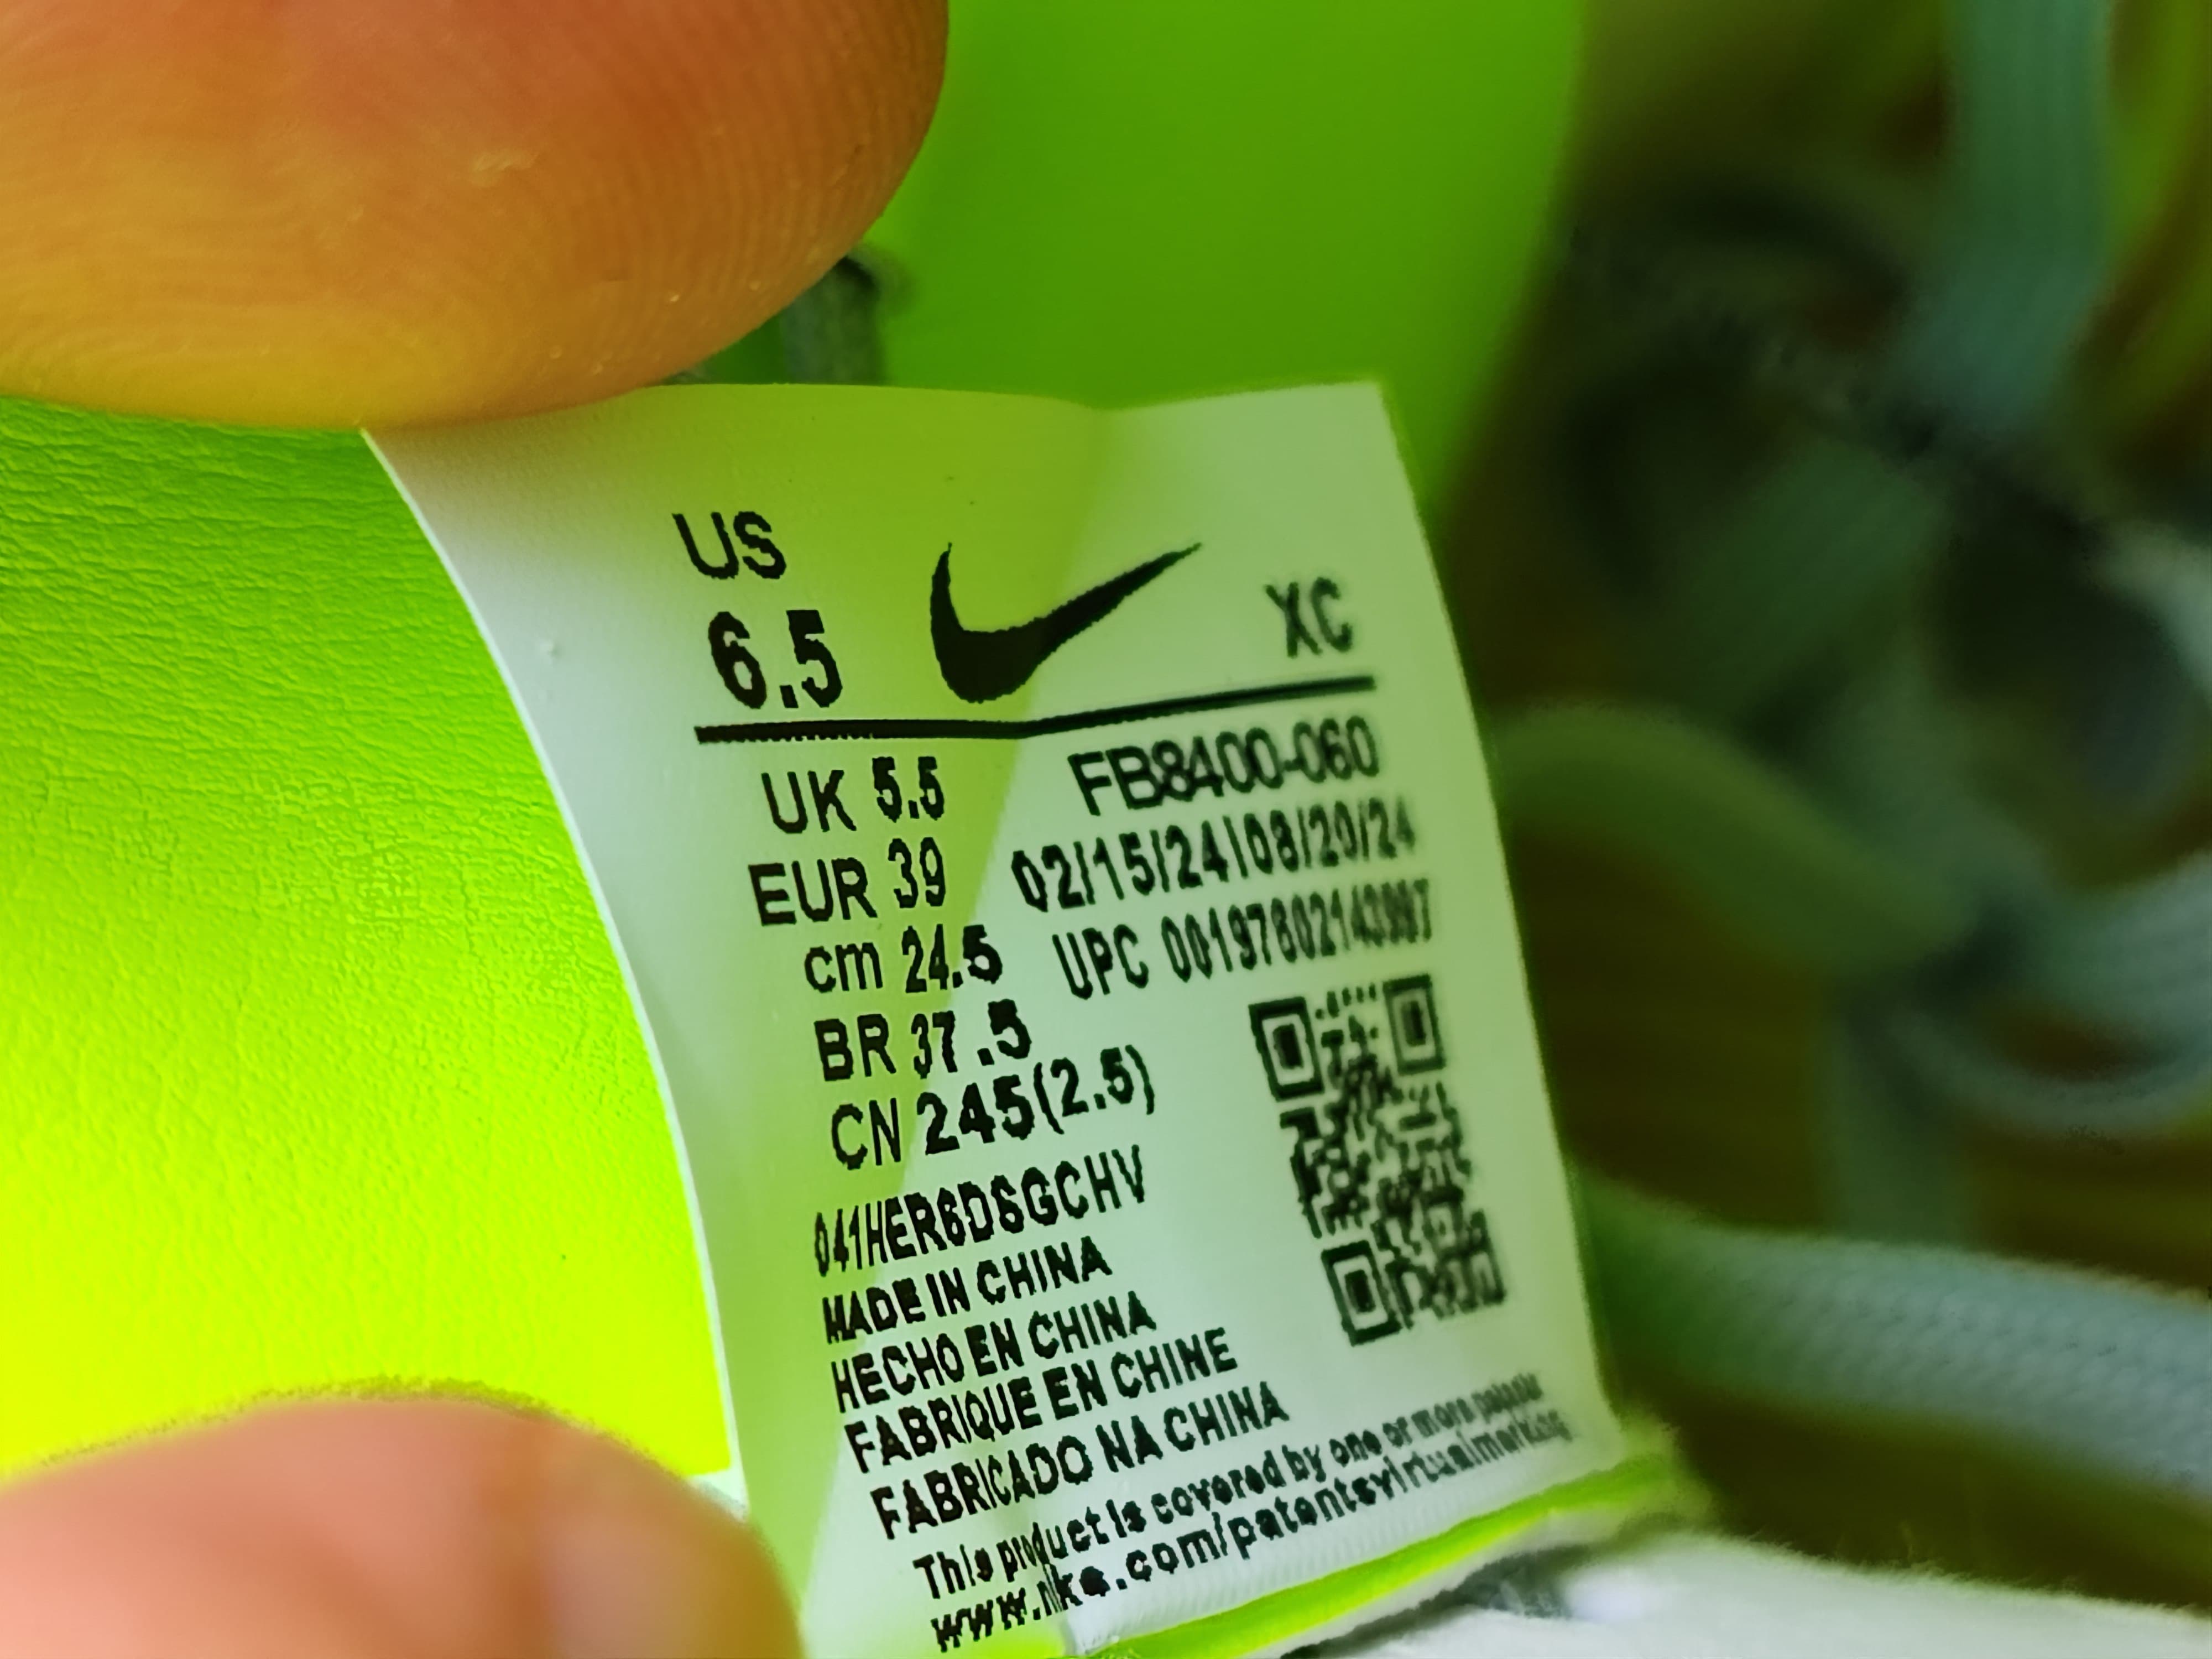 US
6.5
XC
UK 5.5
FB8400-060
EUR 39
02/15/24|08/20/24
cm 24.5
UPC
BR 37.5
CN 245(2.5)
041HER6DSGCHV
MADE IN CHINA
HECHO EN CHINA
FABRIQUE EN CHINE
FABRICADO NA CHINA
This product is covered by one or more patents
www.nke.com/patentsvirtualmarking